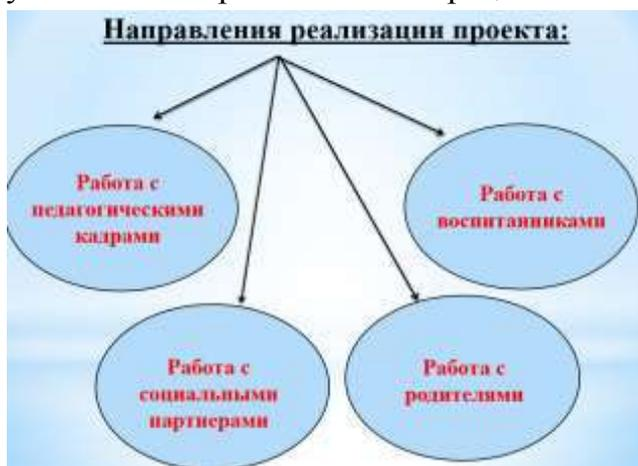 Направления реализации проекта:
Работа с
педагогическими
кадрами
Работа с
воспитанниками
Работа с
социальными
партнерами
Работа с
родителями